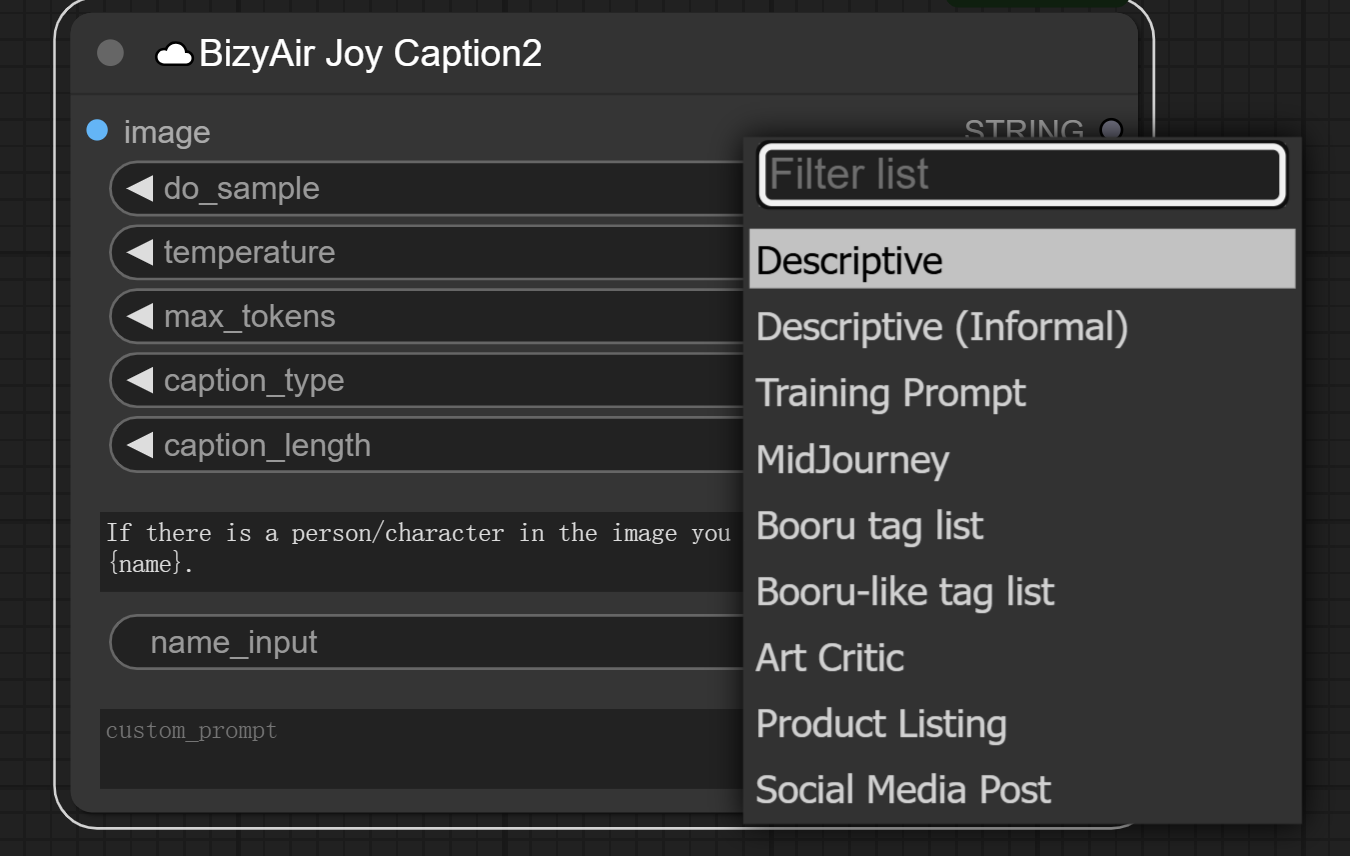 BizyAir Joy Caption2
image
STRING
do_sample
temperature
max_tokens
caption_type
caption_length
If there is a person/character in the image you
{name}.
name_input
custom_prompt
Filter list
Descriptive
Descriptive (Informal)
Training Prompt
MidJourney
Booru tag list
Booru-like tag list
Art Critic
Product Listing
Social Media Post